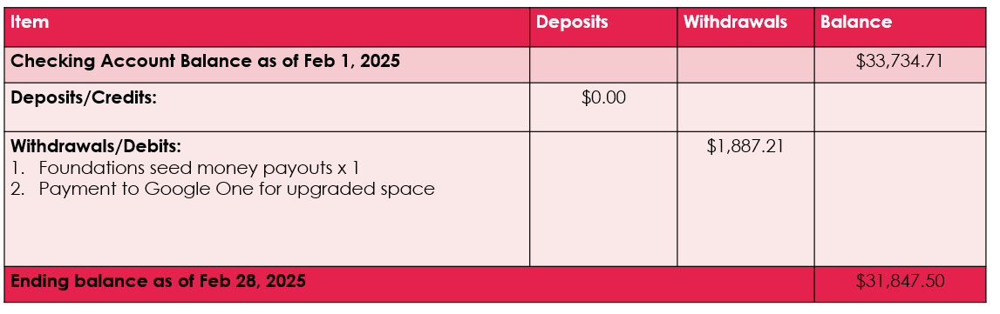 Item Deposits Withdrawals Balance
Checking Account Balance as of Feb 1, 2025 $33,734.71
Deposits/Credits: $0.00
Withdrawals/Debits: $1,887.21
1. Foundations seed money payouts x 1
2. Payment to Google One for upgraded space
Ending balance as of Feb 28, 2025 $31,847.50